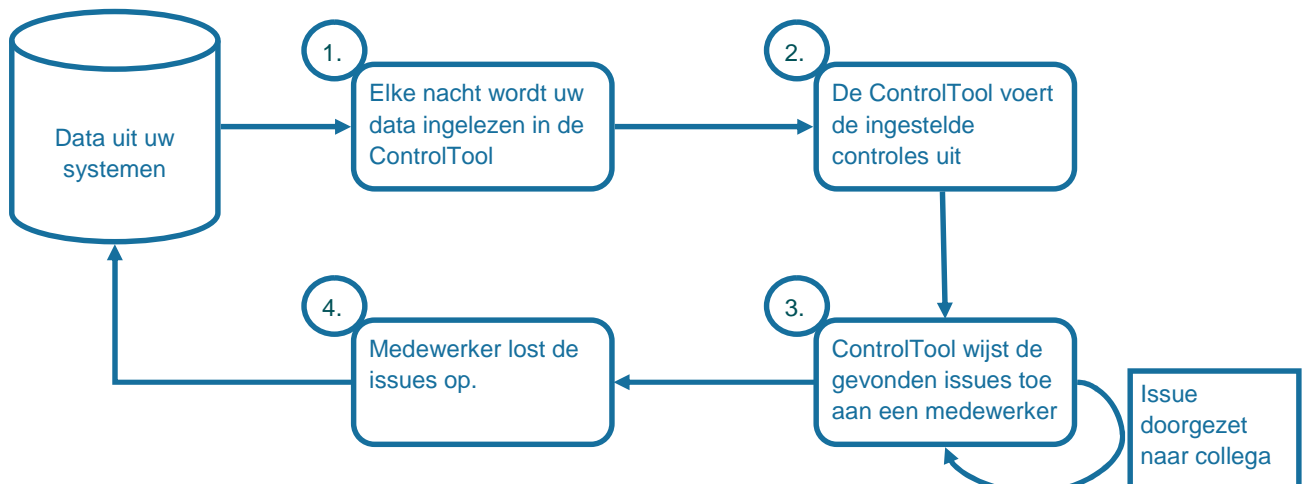 Data uit uw
systemen
1.
Elke nacht wordt uw
data ingelezen in de
ControlTool
2.
De ControlTool voert
de ingestelde
controles uit
3.
ControlTool wijst de
gevonden issues toe
aan een medewerker
Issue
doorgezet
naar collega
4.
Medewerker lost de
issues op.